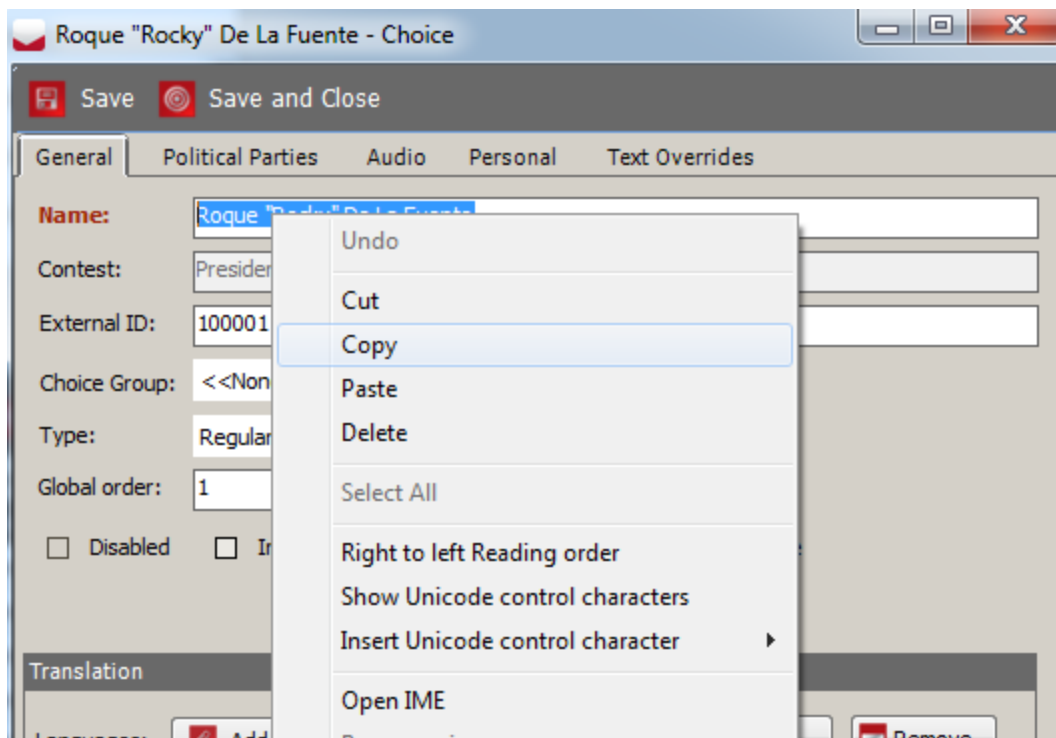 Roque "Rocky" De La Fuente - Choice
Save Save and Close
General Political Parties Audio Personal Text Overrides
Name: Roque "Rocky" De La Fuente
Undo
Contest:
External ID: 100001
Cut
Copy
Choice Group:
Paste
Type: Regular
Delete
Global order: 1
Select All
Disabled
Right to left Reading order
Show Unicode control characters
Insert Unicode control character
Translation
Open IME
Languages: Add Remove